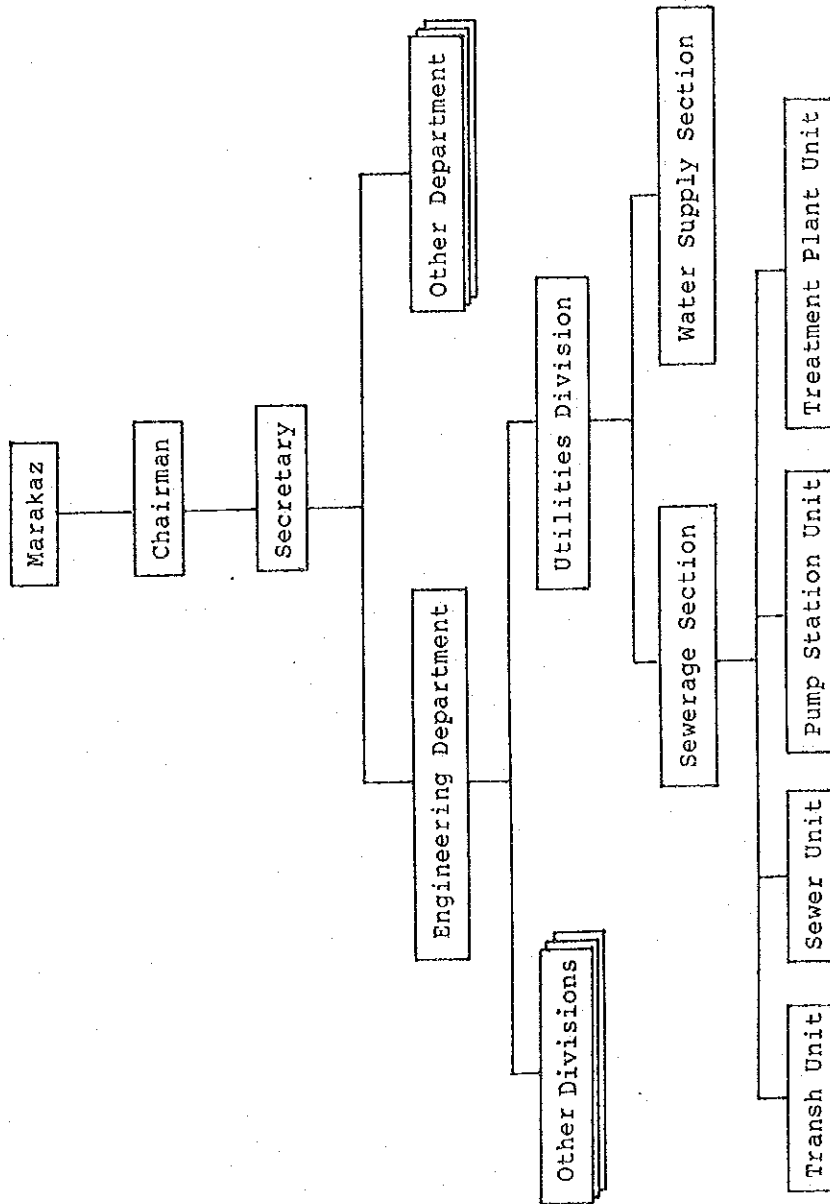 Marakaz
Chairman
Secretary
Engineering Department
Other Department
Other Divisions
Utilities Division
Sewerage Section
Water Supply Section
Transh Unit
Sewer Unit
Pump Station Unit
Treatment Plant Unit